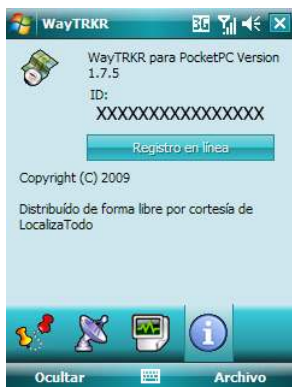 WayTRKR
3G
WayTRKR para PocketPC Version
1.7.5
ID:
XXXXXXXXXXXXXXXX
Registro en línea
Copyright (C) 2009
Distribuído de forma libre por cortesía de
LocalizaTodo
Ocultar
Archivo